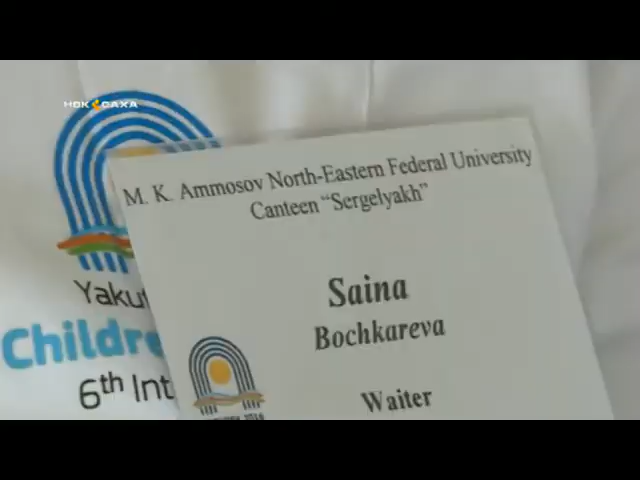 НВК САХА
M. K. Ammosov North-Eastern Federal University
Canteen “Sergelyakh”
Saina
Bochkareva
Waiter
Yakut
Childre
6th Int